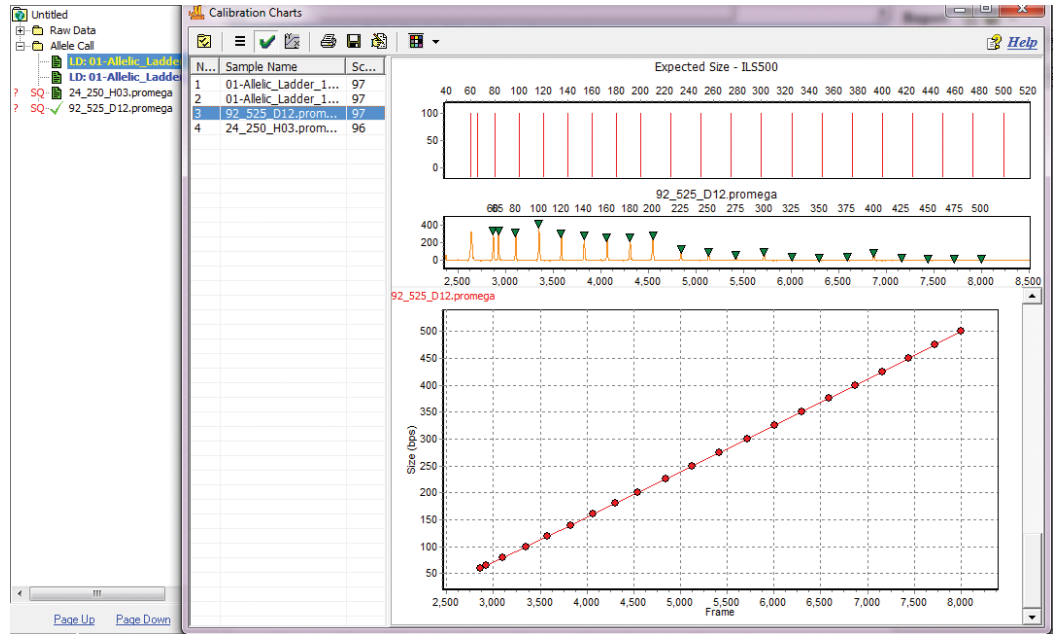 Untitled
Raw Data
Allele Call
LD: 01-Allelic_Ladde
LD: 01-Allelic_Ladde
? SQ- 24_250_H03.promega
? SQ- 92_525_D12.promega
Page Up Page Down
Calibration Charts
Help
N... Sample Name Sc...
1 01-Allelic_Ladder_1... 97
2 01-Allelic_Ladder_1... 97
3 92_525_D12.prom... 97
4 24_250_H03.prom... 96
Expected Size - ILS500
40 60 80 100 120 140 160 180 200 220 240 260 280 300 320 340 360 380 400 420 440 460 480 500 520
100
50
0
92_525_D12.promega
80 100 120 140 160 180 200 225 250 275 300 325 350 375 400 425 450 475 500
400
200
0
2,500 3,000 3,500 4,000 4,500 5,000 5,500 6,000 6,500 7,000 7,500 8,000 8,500
92_525_D12.promega
500
450
400
350
300
250
200
150
100
50
Size (bps)
2,500 3,000 3,500 4,000 4,500 5,000 5,500 6,000 6,500 7,000 7,500 8,000
Frame